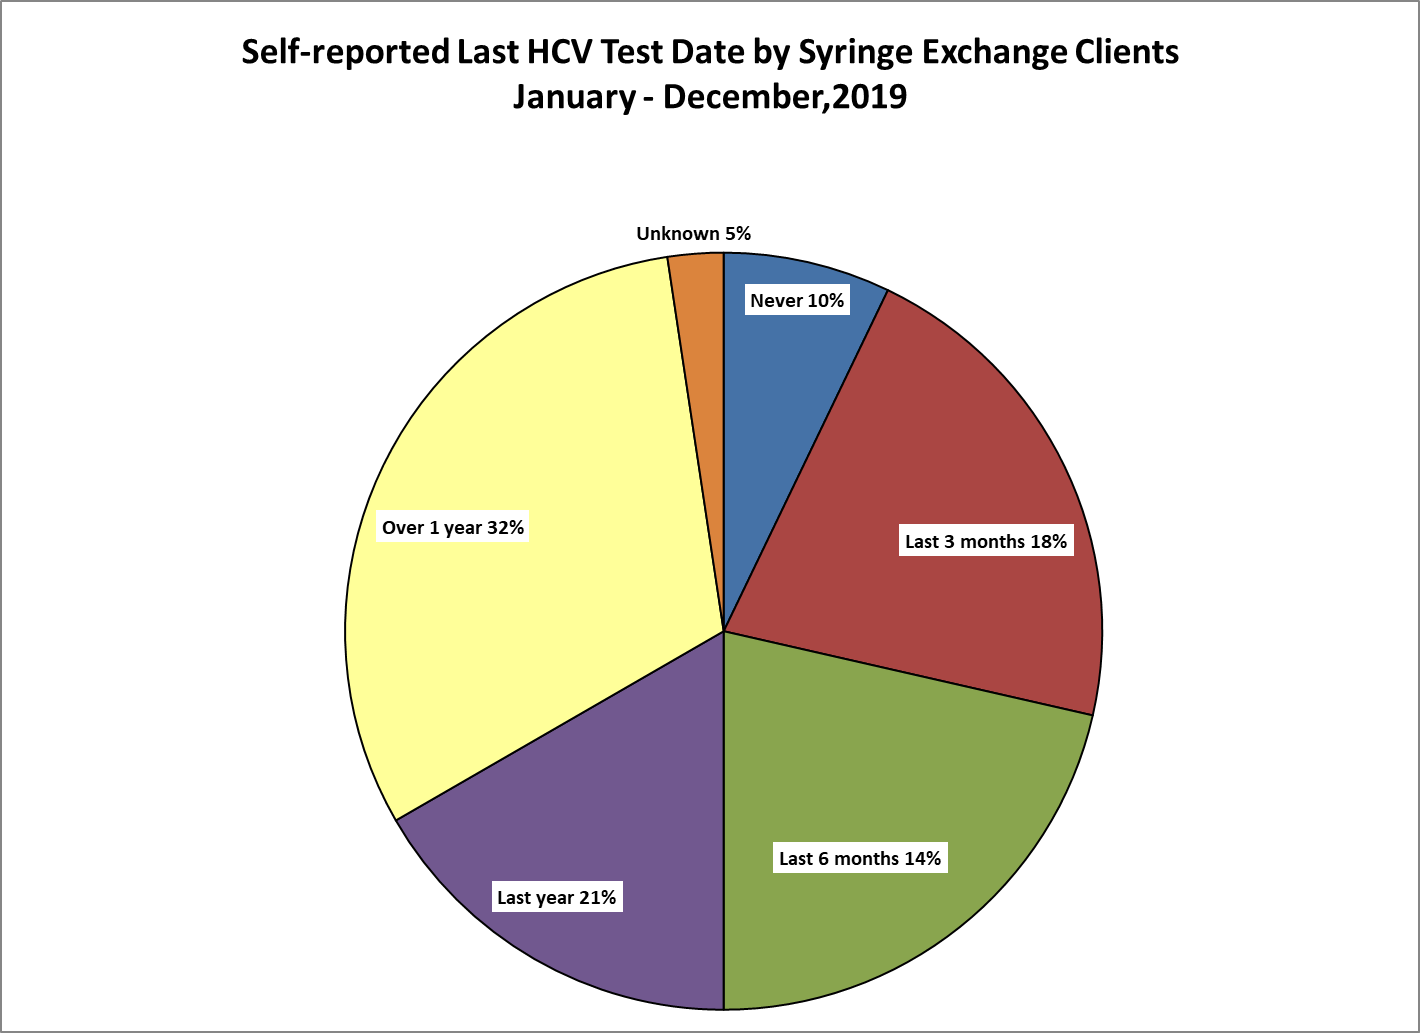 Self-reported Last HCV Test Date by Syringe Exchange Clients
January - December,2019
Unknown 5%
Never 10%
Over 1 year 32%
Last 3 months 18%
Last 6 months 14%
Last year 21%